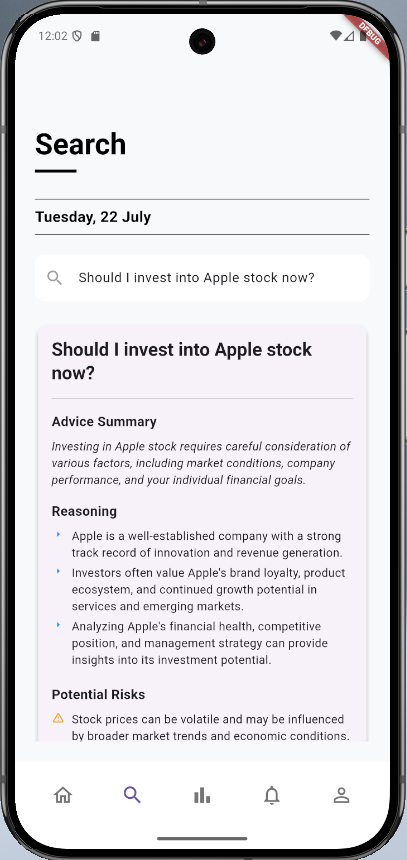 12:02
DEBUG
Search
Tuesday, 22 July
Should I invest into Apple stock now?
Should I invest into Apple stock
now?
Advice Summary
Investing in Apple stock requires careful consideration of
various factors, including market conditions, company
performance, and your individual financial goals.
Reasoning
Apple is a well-established company with a strong
track record of innovation and revenue generation.
Investors often value Apple's brand loyalty, product
ecosystem, and continued growth potential in
services and emerging markets.
Analyzing Apple's financial health, competitive
position, and management strategy can provide
insights into its investment potential.
Potential Risks
Stock prices can be volatile and may be influenced
by broader market trends and economic conditions.